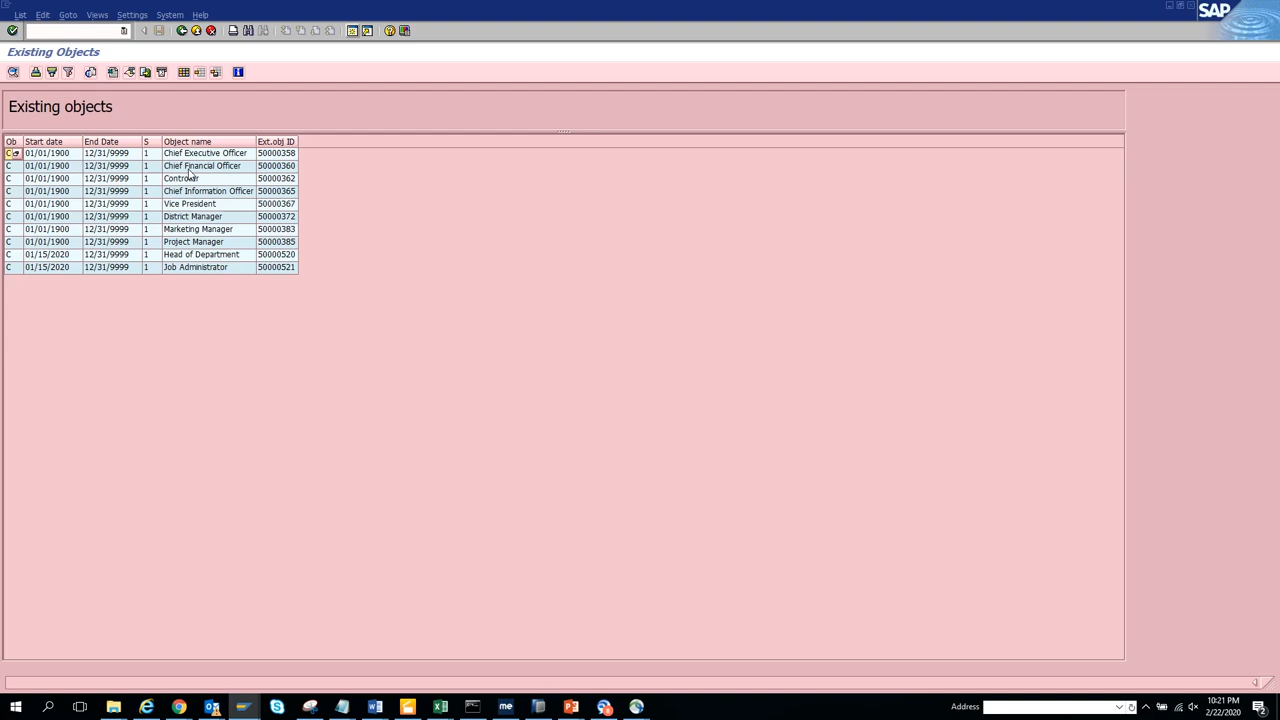 List Edit Goto Views Settings System Help
SAP
Existing Objects
Existing objects
Ob Start date End Date S Object name Ext.obj ID
C 01/01/1900 12/31/9999 1 Chief Executive Officer 50000358
C 01/01/1900 12/31/9999 1 Chief Financial Officer 50000360
C 01/01/1900 12/31/9999 1 Controller 50000362
C 01/01/1900 12/31/9999 1 Chief Information Officer 50000365
C 01/01/1900 12/31/9999 1 Vice President 50000367
C 01/01/1900 12/31/9999 1 District Manager 50000372
C 01/01/1900 12/31/9999 1 Marketing Manager 50000383
C 01/01/1900 12/31/9999 1 Project Manager 50000385
C 01/15/2020 12/31/9999 1 Head of Department 50000520
C 01/15/2020 12/31/9999 1 Job Administrator 50000521
Address
10:21 PM
2/22/2020